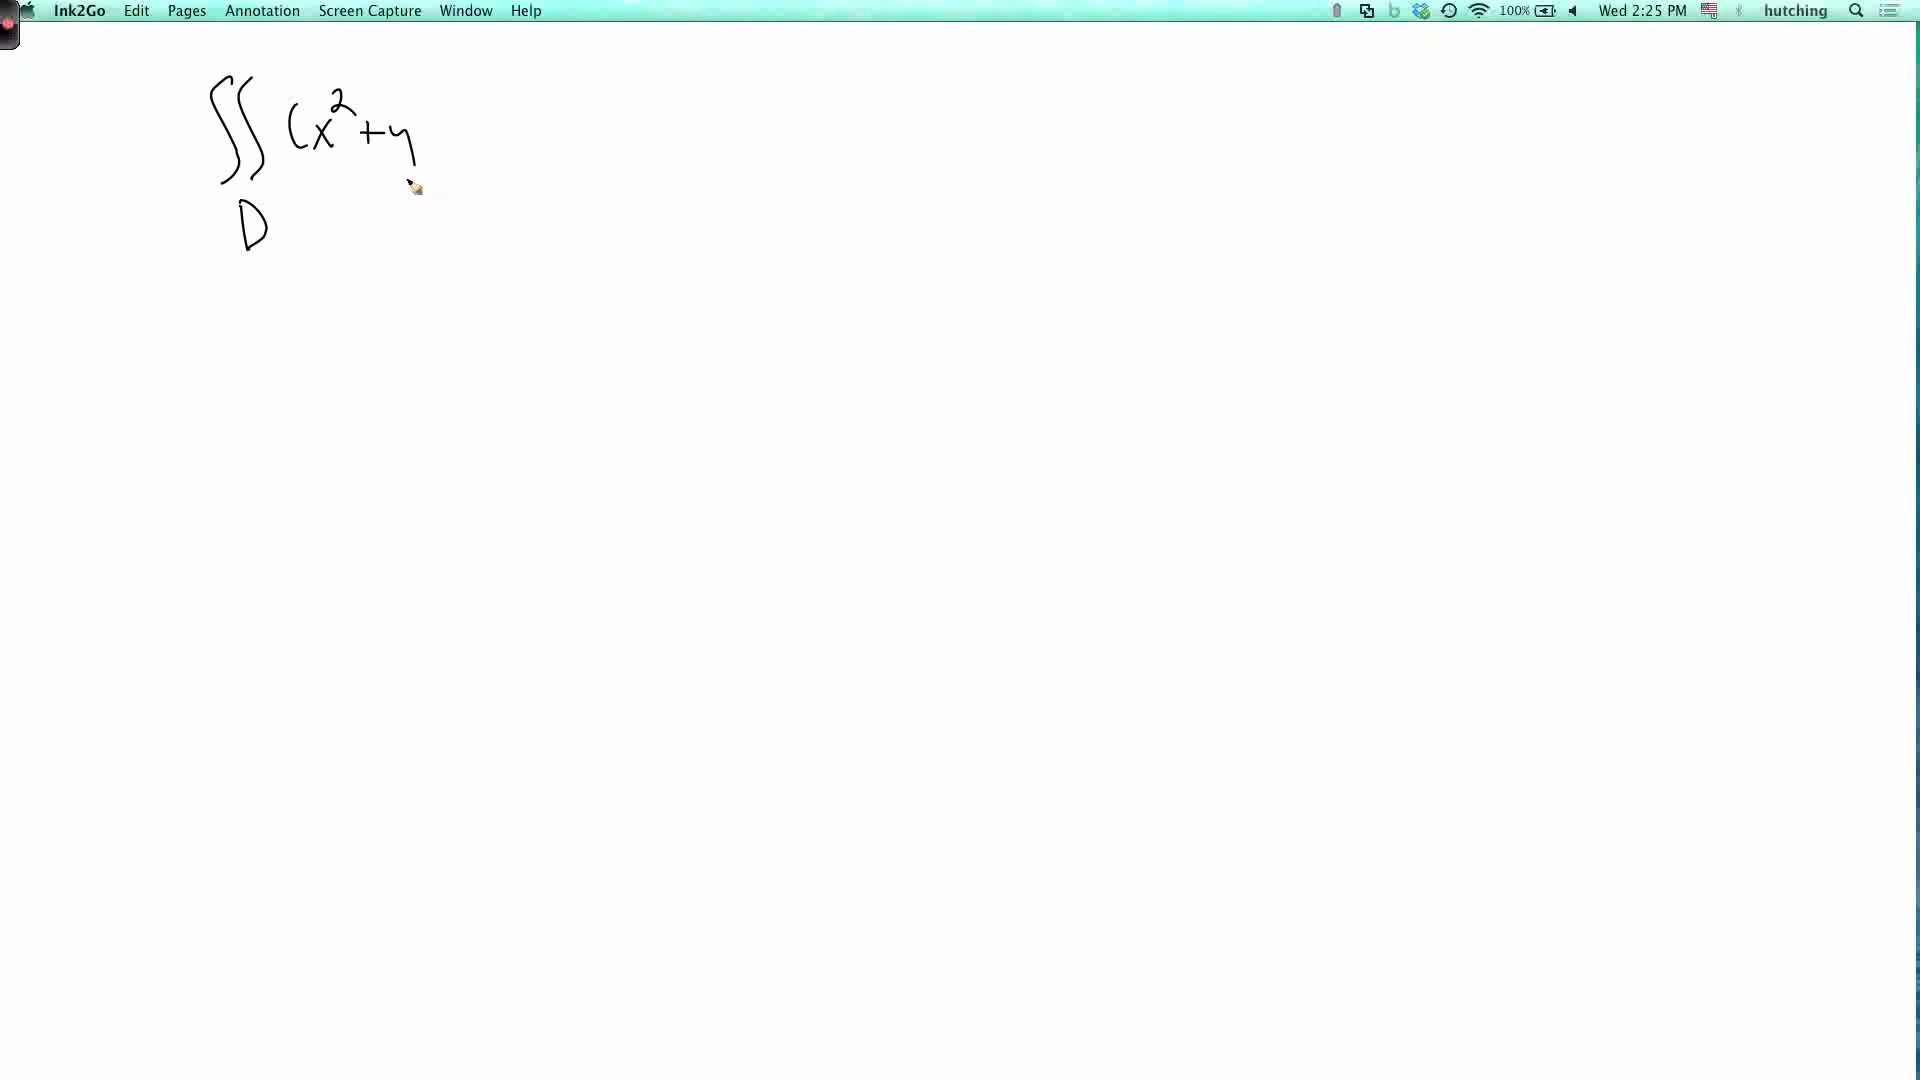 Ink2Go Edit Pages Annotation Screen Capture Window Help 100% Wed 2:25 PM hutching
∬ (x² + y
D